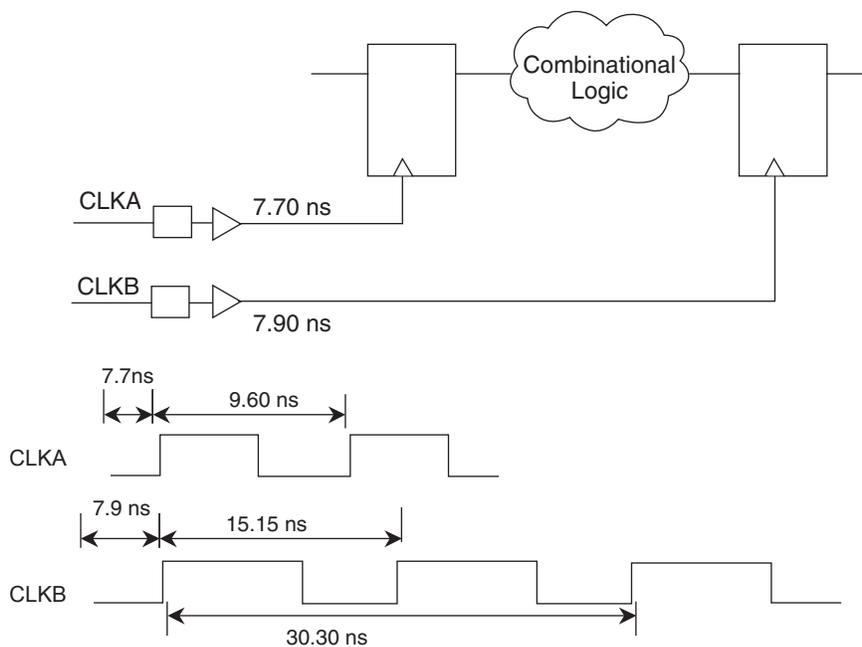 Combinational
Logic
CLKA
7.70 ns
CLKB
7.90 ns
7.7ns
9.60 ns
CLKA
7.9 ns
15.15 ns
CLKB
30.30 ns